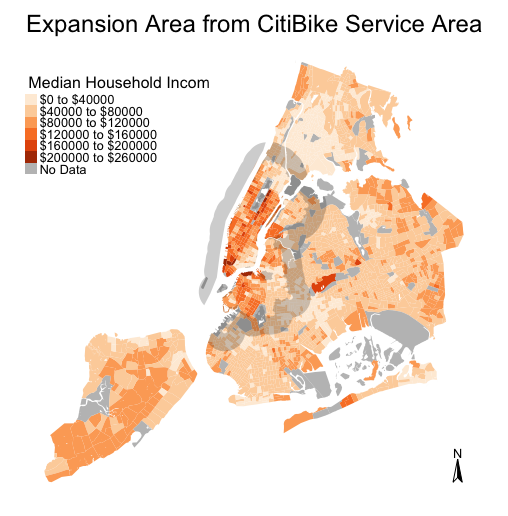 Expansion Area from CitiBike Service Area
Median Household Incom
$0 to $40000
$40000 to $80000
$80000 to $120000
$120000 to $160000
$160000 to $200000
$200000 to $260000
No Data
N